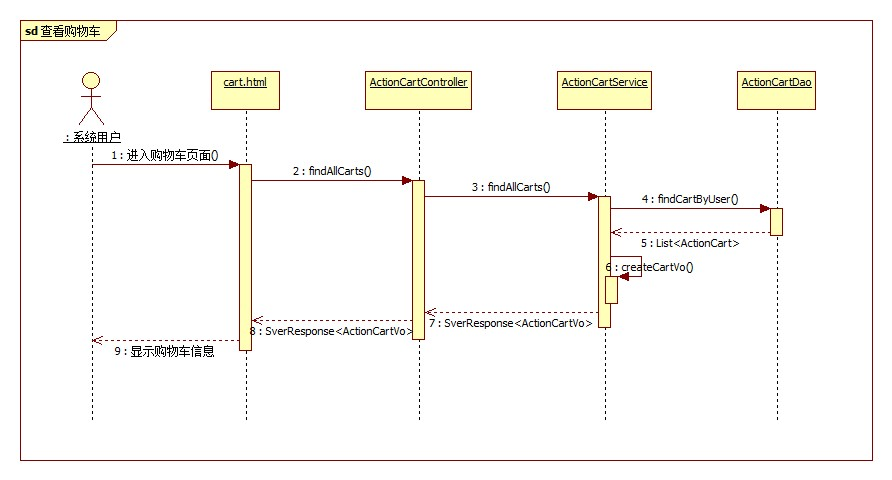 sd 查看购物车
cart.html
ActionCartController
ActionCartService
ActionCartDao
: 系统用户
1 : 进入购物车页面()
2 : findAllCarts()
3 : findAllCarts()
4 : findCartByUser()
5 : List<ActionCart>
6 : createCartVo()
7 : SverResponse<ActionCartVo>
8 : SverResponse<ActionCartVo>
9 : 显示购物车信息